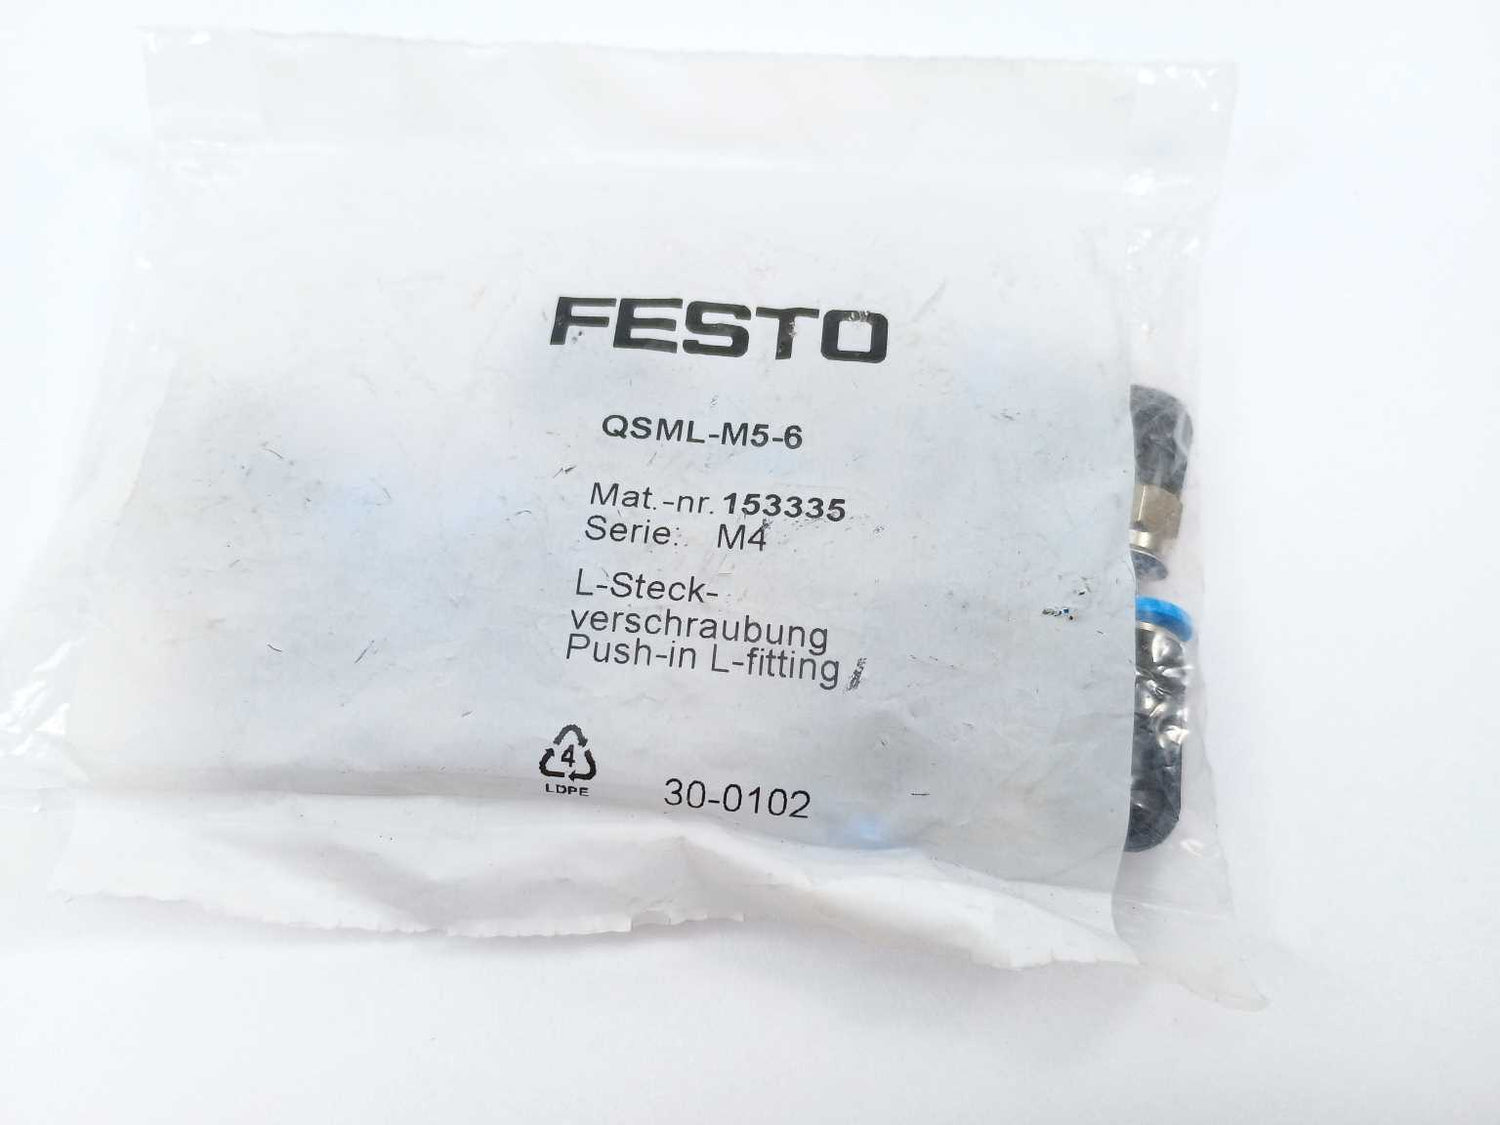 FESTO
QSML-M5-6
Mat.-nr. 153335
Serie: M4
L-Steck-
verschraubung
Push-in L-fitting
4
LDPE
30-0102